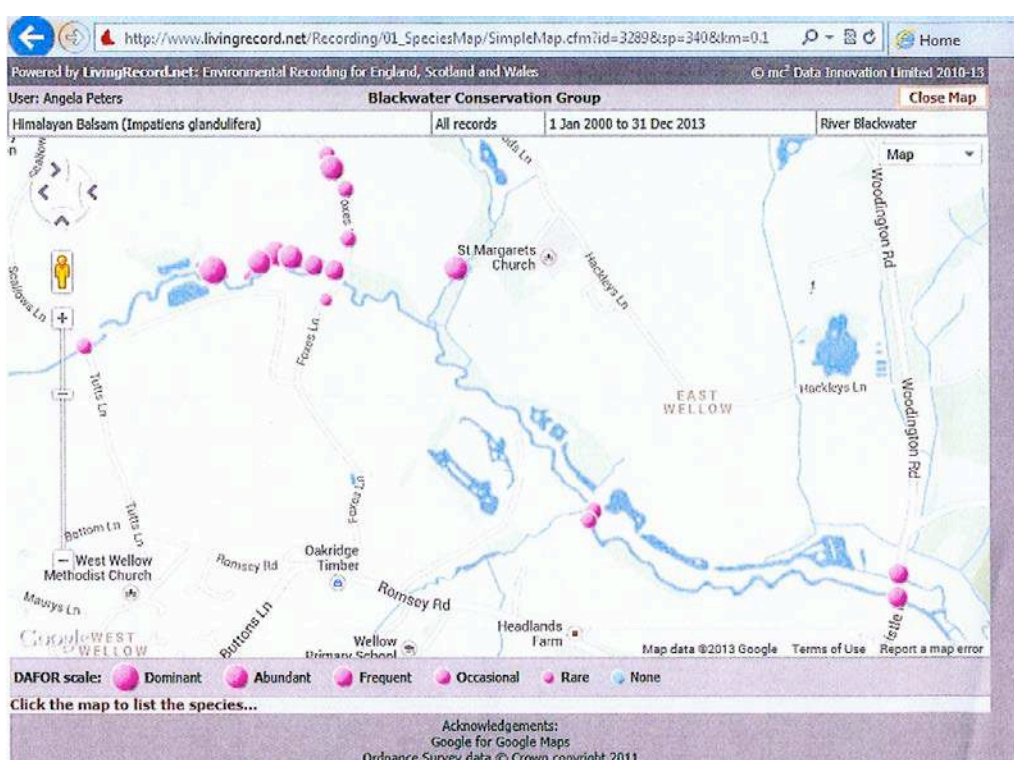 http://www.livingrecord.net/Recording/01_SpeciesMap/SimpleMap.cfm?id=3289&sp=340&km=0.1
Home
Powered by LivingRecord.net: Environmental Recording for England, Scotland and Wales
© mc² Data Innovation Limited 2010-13
User: Angela Peters
Blackwater Conservation Group
Close Map
Himalayan Balsam (Impatiens glandulifera)
All records
1 Jan 2000 to 31 Dec 2013
River Blackwater
Map
Woodington Rd
Foxes
St Margarets
Church
Hackleys Ln
Scallows Ln
Foxes Ln
Tutts Ln
EAST
WELLOW
Hackleys Ln
Woodington Rd
Foxes Ln
Tutts Ln
Bottom Ln
West Wellow
Methodist Church
Romsey Rd
Oakridge
Timber
Maurys Ln
Romsey Rd
Buttons Ln
Google
WEST
WELLOW
Wellow
Primary School
Headlands
Farm
Map data ©2013 Google
Terms of Use
Report a map error
DAFOR scale:
Dominant
Abundant
Frequent
Occasional
Rare
None
Click the map to list the species...
Acknowledgements:
Google for Google Maps
Ordnance Survey data © Crown copyright 2011